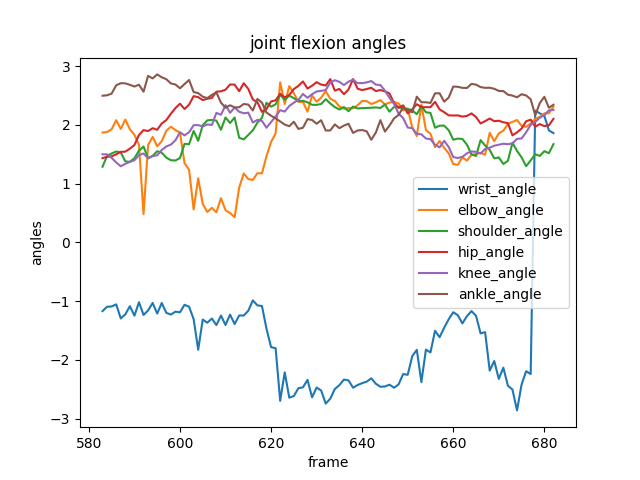 joint flexion angles
angles
3
2
1
0
−1
−2
−3
wrist_angle
elbow_angle
shoulder_angle
hip_angle
knee_angle
ankle_angle
580 600 620 640 660 680
frame